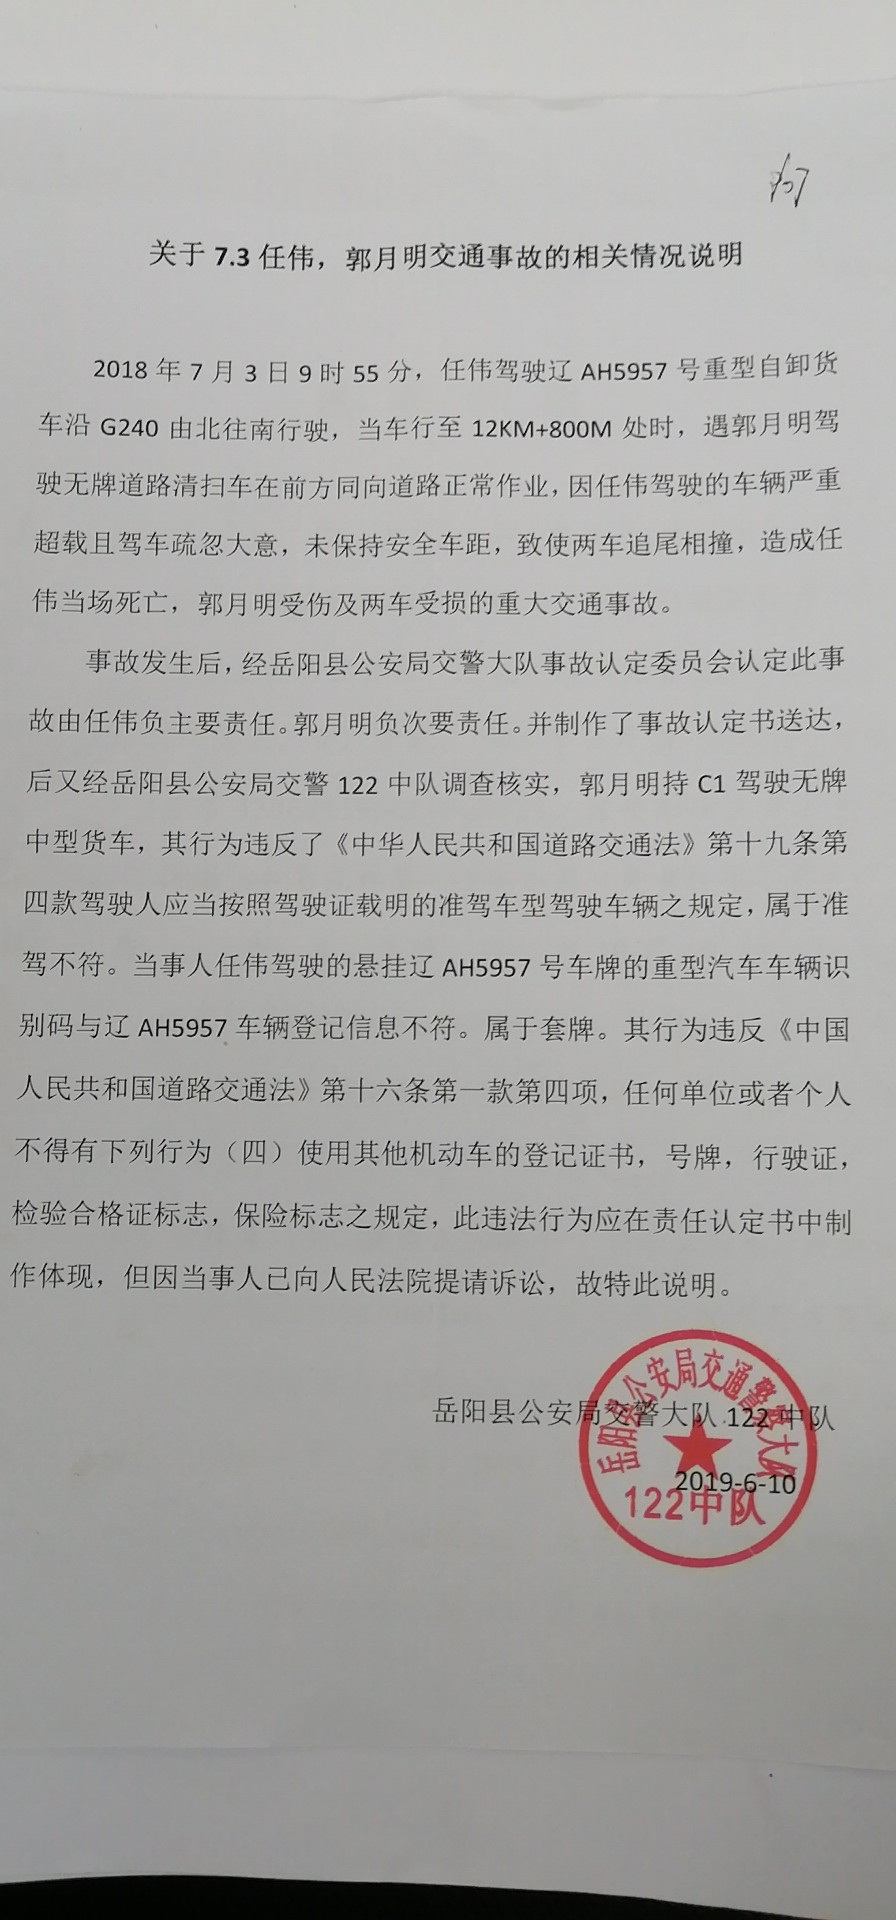 关于 7.3 任伟，郭月明交通事故的相关情况说明
2018 年 7 月 3 日 9 时 55 分，任伟驾驶辽 AH5957 号重型自卸货
车沿 G240 由北往南行驶，当车行至 12KM+800M 处时，遇郭月明驾
驶无牌道路清扫车在前方同向道路正常作业，因任伟驾驶的车辆严重
超载且驾车疏忽大意，未保持安全车距，致使两车追尾相撞，造成任
伟当场死亡，郭月明受伤及两车受损的重大交通事故。
事故发生后，经岳阳县公安局交警大队事故认定委员会认定此事
故由任伟负主要责任。郭月明负次要责任。并制作了事故认定书送达，
后又经岳阳县公安局交警 122 中队调查核实，郭月明持 C1 驾驶无牌
中型货车，其行为违反了《中华人民共和国道路交通法》第十九条第
四款驾驶人应当按照驾驶证载明的准驾车型驾驶车辆之规定，属于准
驾不符。当事人任伟驾驶的悬挂辽 AH5957 号车牌的重型汽车车辆识
别码与辽 AH5957 车辆登记信息不符。属于套牌。其行为违反《中国
人民共和国道路交通法》第十六条第一款第四项，任何单位或者个人
不得有下列行为（四）使用其他机动车的登记证书，号牌，行驶证，
检验合格证标志，保险标志之规定，此违法行为应在责任认定书中制
作体现，但因当事人已向人民法院提请诉讼，故特此说明。
岳阳县公安局交警大队 122 中队
2019-6-10
岳阳县公安局交通警察大队
122中队